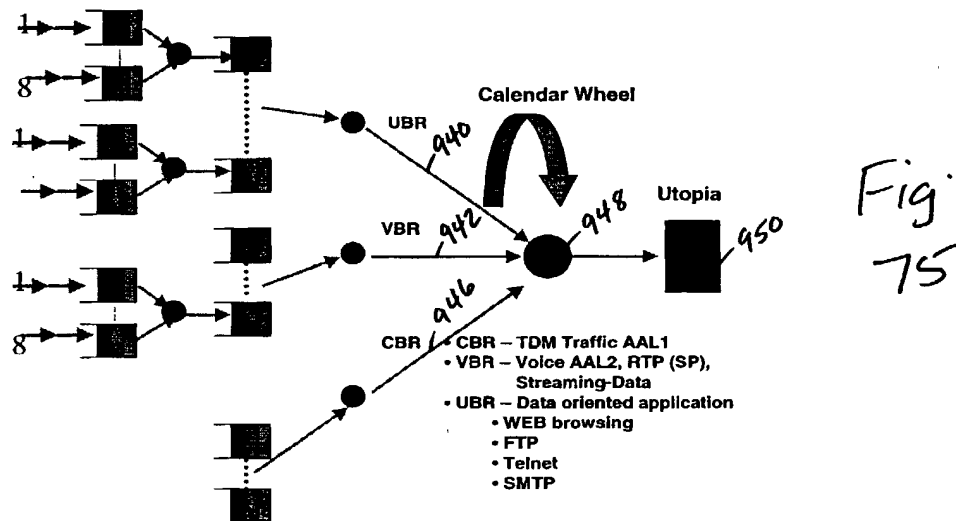 1
8
1
1
8
Calendar Wheel
UBR
940
948
Utopia
950
VBR
942
CBR
946
Fig.
75
• CBR – TDM Traffic AAL1
• VBR – Voice AAL2, RTP (SP),
Streaming-Data
• UBR – Data oriented application
• WEB browsing
• FTP
• Telnet
• SMTP